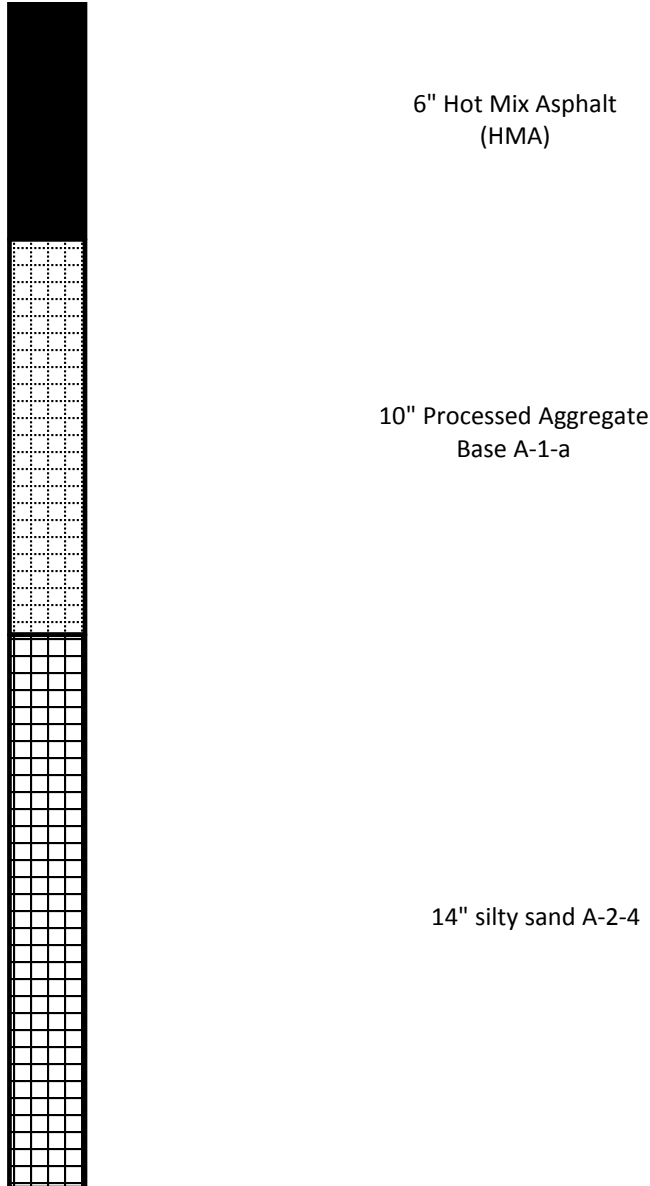 6" Hot Mix Asphalt
(HMA)
10" Processed Aggregate
Base A-1-a
14" silty sand A-2-4